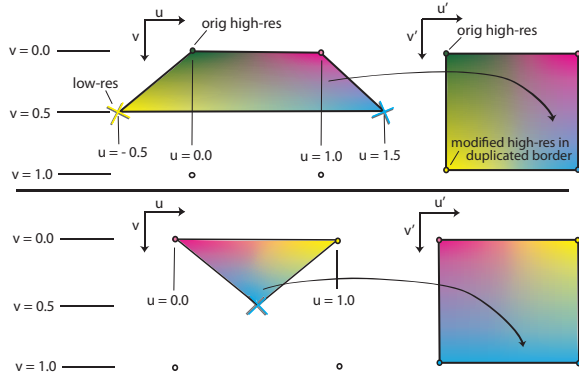 u
v
orig high-res
v = 0.0
low-res
v = 0.5
u = - 0.5
u = 0.0
u = 1.0
u = 1.5
v = 1.0
u'
v'
orig high-res
modified high-res in
duplicated border
u
v
v = 0.0
u = 0.0
u = 1.0
v = 0.5
v = 1.0
u'
v'